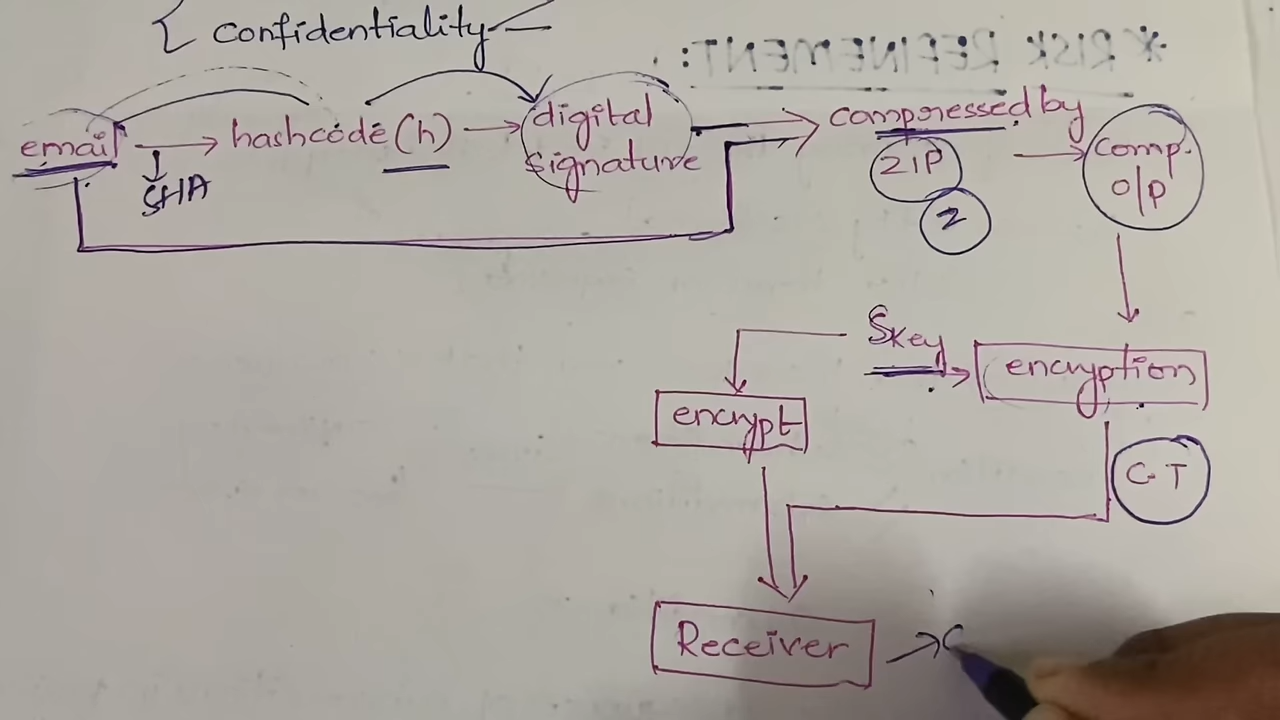 confidentiality
* RISK REFINEMENT:
email → hashcode (h) → digital signature → compressed by → comp. O/P
SHA
ZIP
Z
Skey → encryption
encrypt
C-T
Receiver →